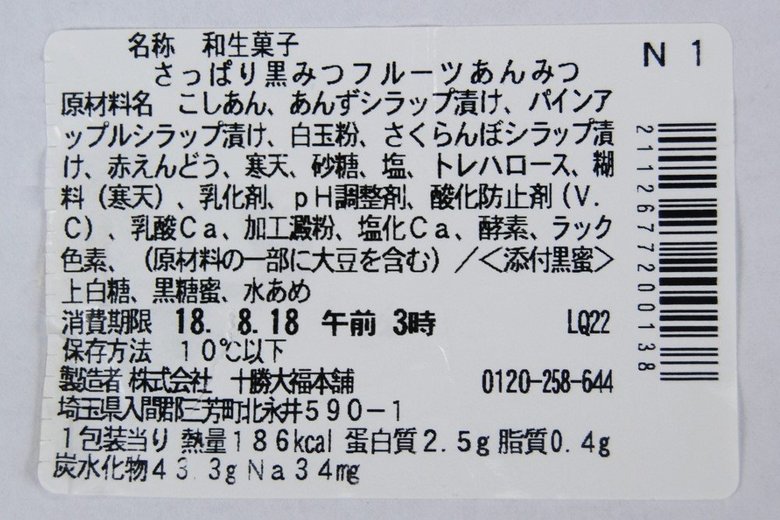 名称 和生菓子
N 1
さっぱり黒みつフルーツあんみつ
原材料名 こしあん、あんずシラップ漬け、パインア
ップルシラップ漬け、白玉粉、さくらんぼシラップ漬
け、赤えんどう、寒天、砂糖、塩、トレハロース、糊
料（寒天）、乳化剤、ｐＨ調整剤、酸化防止剤（Ｖ．
Ｃ）、乳酸Ｃａ、加工澱粉、塩化Ｃａ、酵素、ラック
色素、（原材料の一部に大豆を含む）／＜添付黒蜜＞
上白糖、黒糖蜜、水あめ
消費期限 18. 8.18 午前 3時 LQ22
保存方法 １０℃以下
製造者 株式会社 十勝大福本舗 0120-258-644
埼玉県入間郡三芳町北永井５９０－１
１包装当り 熱量１８６kcal 蛋白質２.５g 脂質０.４g
炭水化物４３.３g Ｎａ３４mg
2112677200138